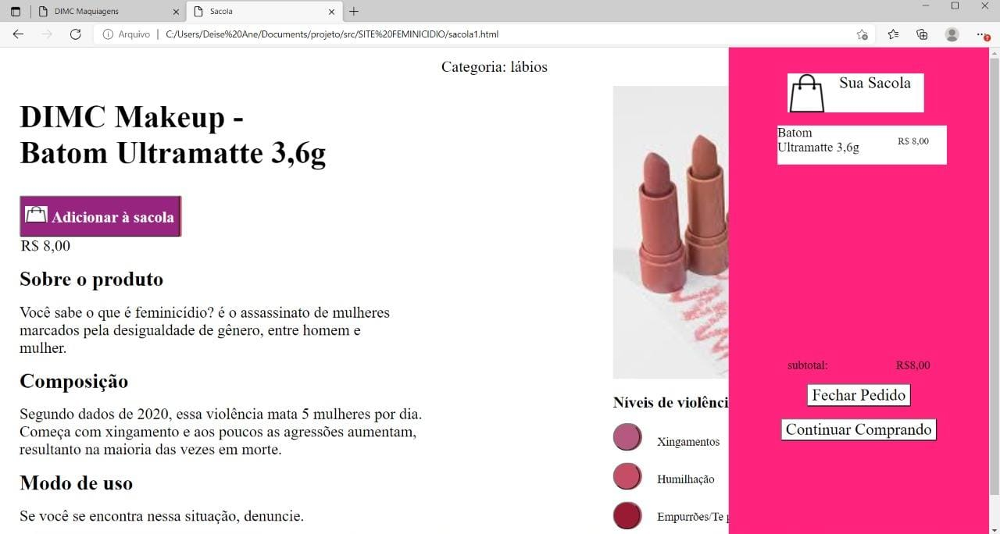 DIMC Maquiagens
Sacola
Arquivo
C:/Users/Deise%20Ane/Documents/projeto/src/SITE%20FEMINICIDIO/sacola1.html
Categoria: lábios
DIMC Makeup -
Batom Ultramatte 3,6g
Adicionar à sacola
R$ 8,00
Sobre o produto
Você sabe o que é feminicídio? é o assassinato de mulheres
marcados pela desigualdade de gênero, entre homem e
mulher.
Composição
Segundo dados de 2020, essa violência mata 5 mulheres por dia.
Começa com xingamento e aos poucos as agressões aumentam,
resultanto na maioria das vezes em morte.
Modo de uso
Se você se encontra nessa situação, denuncie.
Níveis de violênci
Xingamentos
Humilhação
Empurrões/Te
Sua Sacola
Batom
Ultramatte 3,6g
R$ 8,00
subtotal:
R$8,00
Fechar Pedido
Continuar Comprando